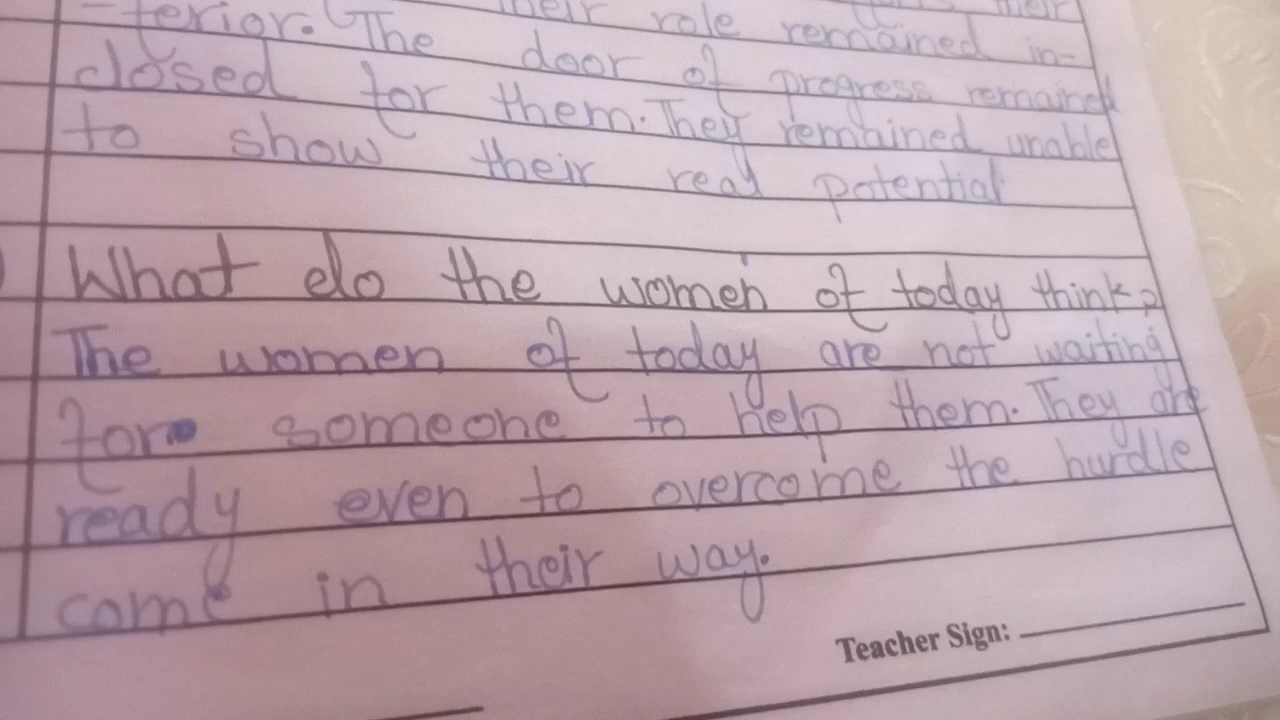 their
-terior. The their role remained in-
closed for door of progress remained
to show them. They remained unable
their real potential
What do the women of today think?
The women of today are not waiting
for someone to help them. They are
ready even to overcome the hurdle
come in their way.
Teacher Sign: